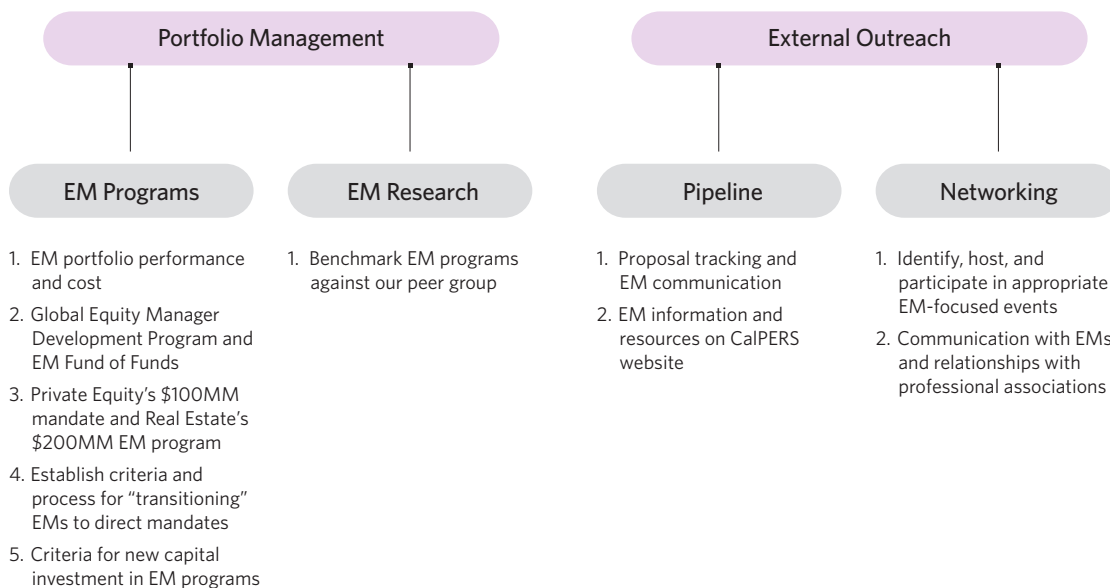 Portfolio Management
External Outreach
EM Programs
EM Research
Pipeline
Networking
1. EM portfolio performance
and cost
2. Global Equity Manager
Development Program and
EM Fund of Funds
3. Private Equity’s $100MM
mandate and Real Estate’s
$200MM EM program
4. Establish criteria and
process for “transitioning”
EMs to direct mandates
5. Criteria for new capital
investment in EM programs
1. Benchmark EM programs
against our peer group
1. Proposal tracking and
EM communication
2. EM information and
resources on CalPERS
website
1. Identify, host, and
participate in appropriate
EM-focused events
2. Communication with EMs
and relationships with
professional associations